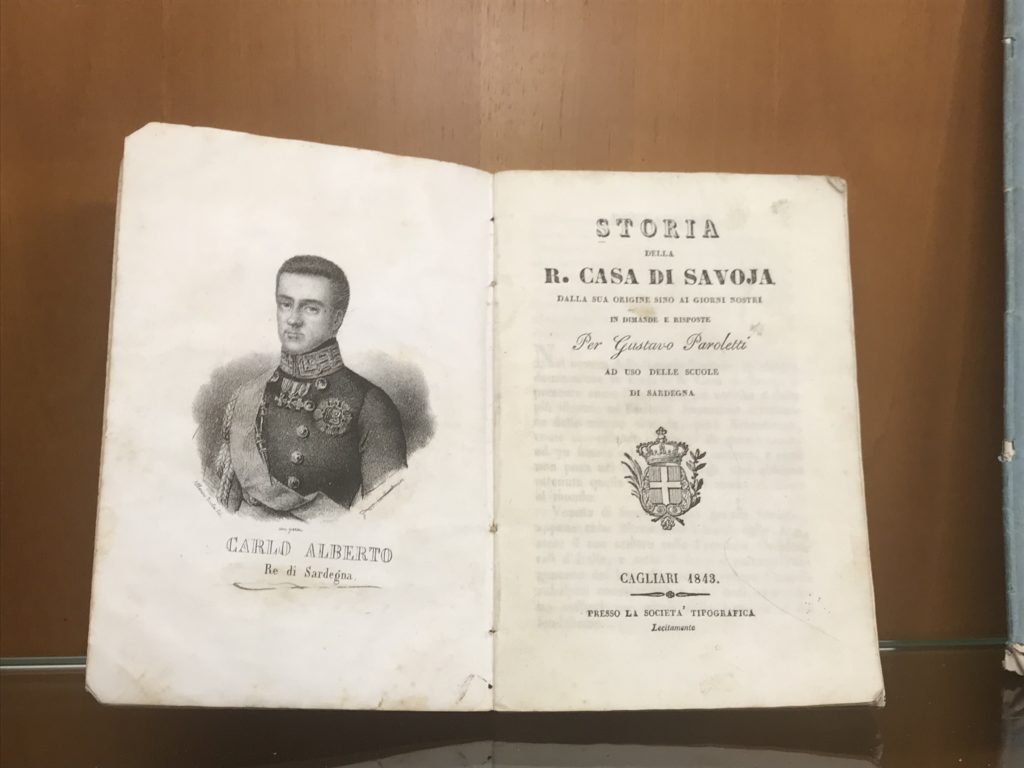 CARLO ALBERTO
Re di Sardegna.
STORIA
DELLA
R. CASA DI SAVOJA
DALLA SUA ORIGINE SINO AI GIORNI NOSTRI
IN DIMANDE E RISPOSTE
Per Gustavo Paroletti
AD USO DELLE SCUOLE
DI SARDEGNA
CAGLIARI 1843.
PRESSO LA SOCIETA' TIPOGRAFICA
Lecitamente